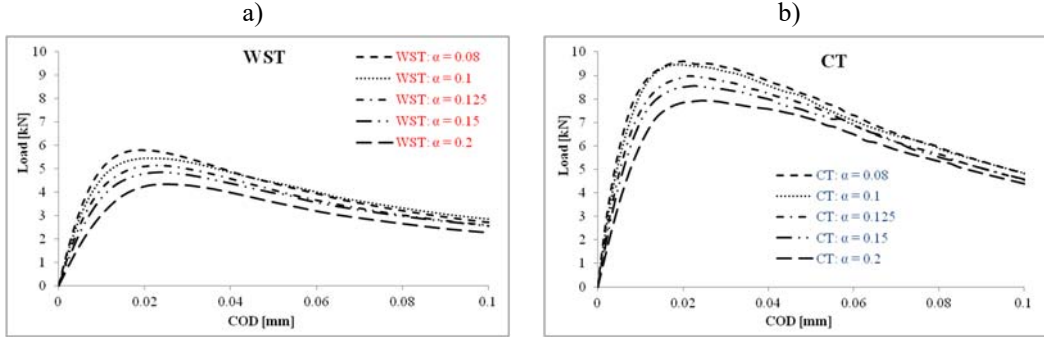 a)
b)
WST
WST: α = 0.08
WST: α = 0.1
WST: α = 0.125
WST: α = 0.15
WST: α = 0.2
Load [kN]
10
9
8
7
6
5
4
3
2
1
0
0
0.02
0.04
0.06
0.08
0.1
COD [mm]
CT
CT: α = 0.08
CT: α = 0.1
CT: α = 0.125
CT: α = 0.15
CT: α = 0.2
Load [kN]
10
9
8
7
6
5
4
3
2
1
0
0
0.02
0.04
0.06
0.08
0.1
COD [mm]